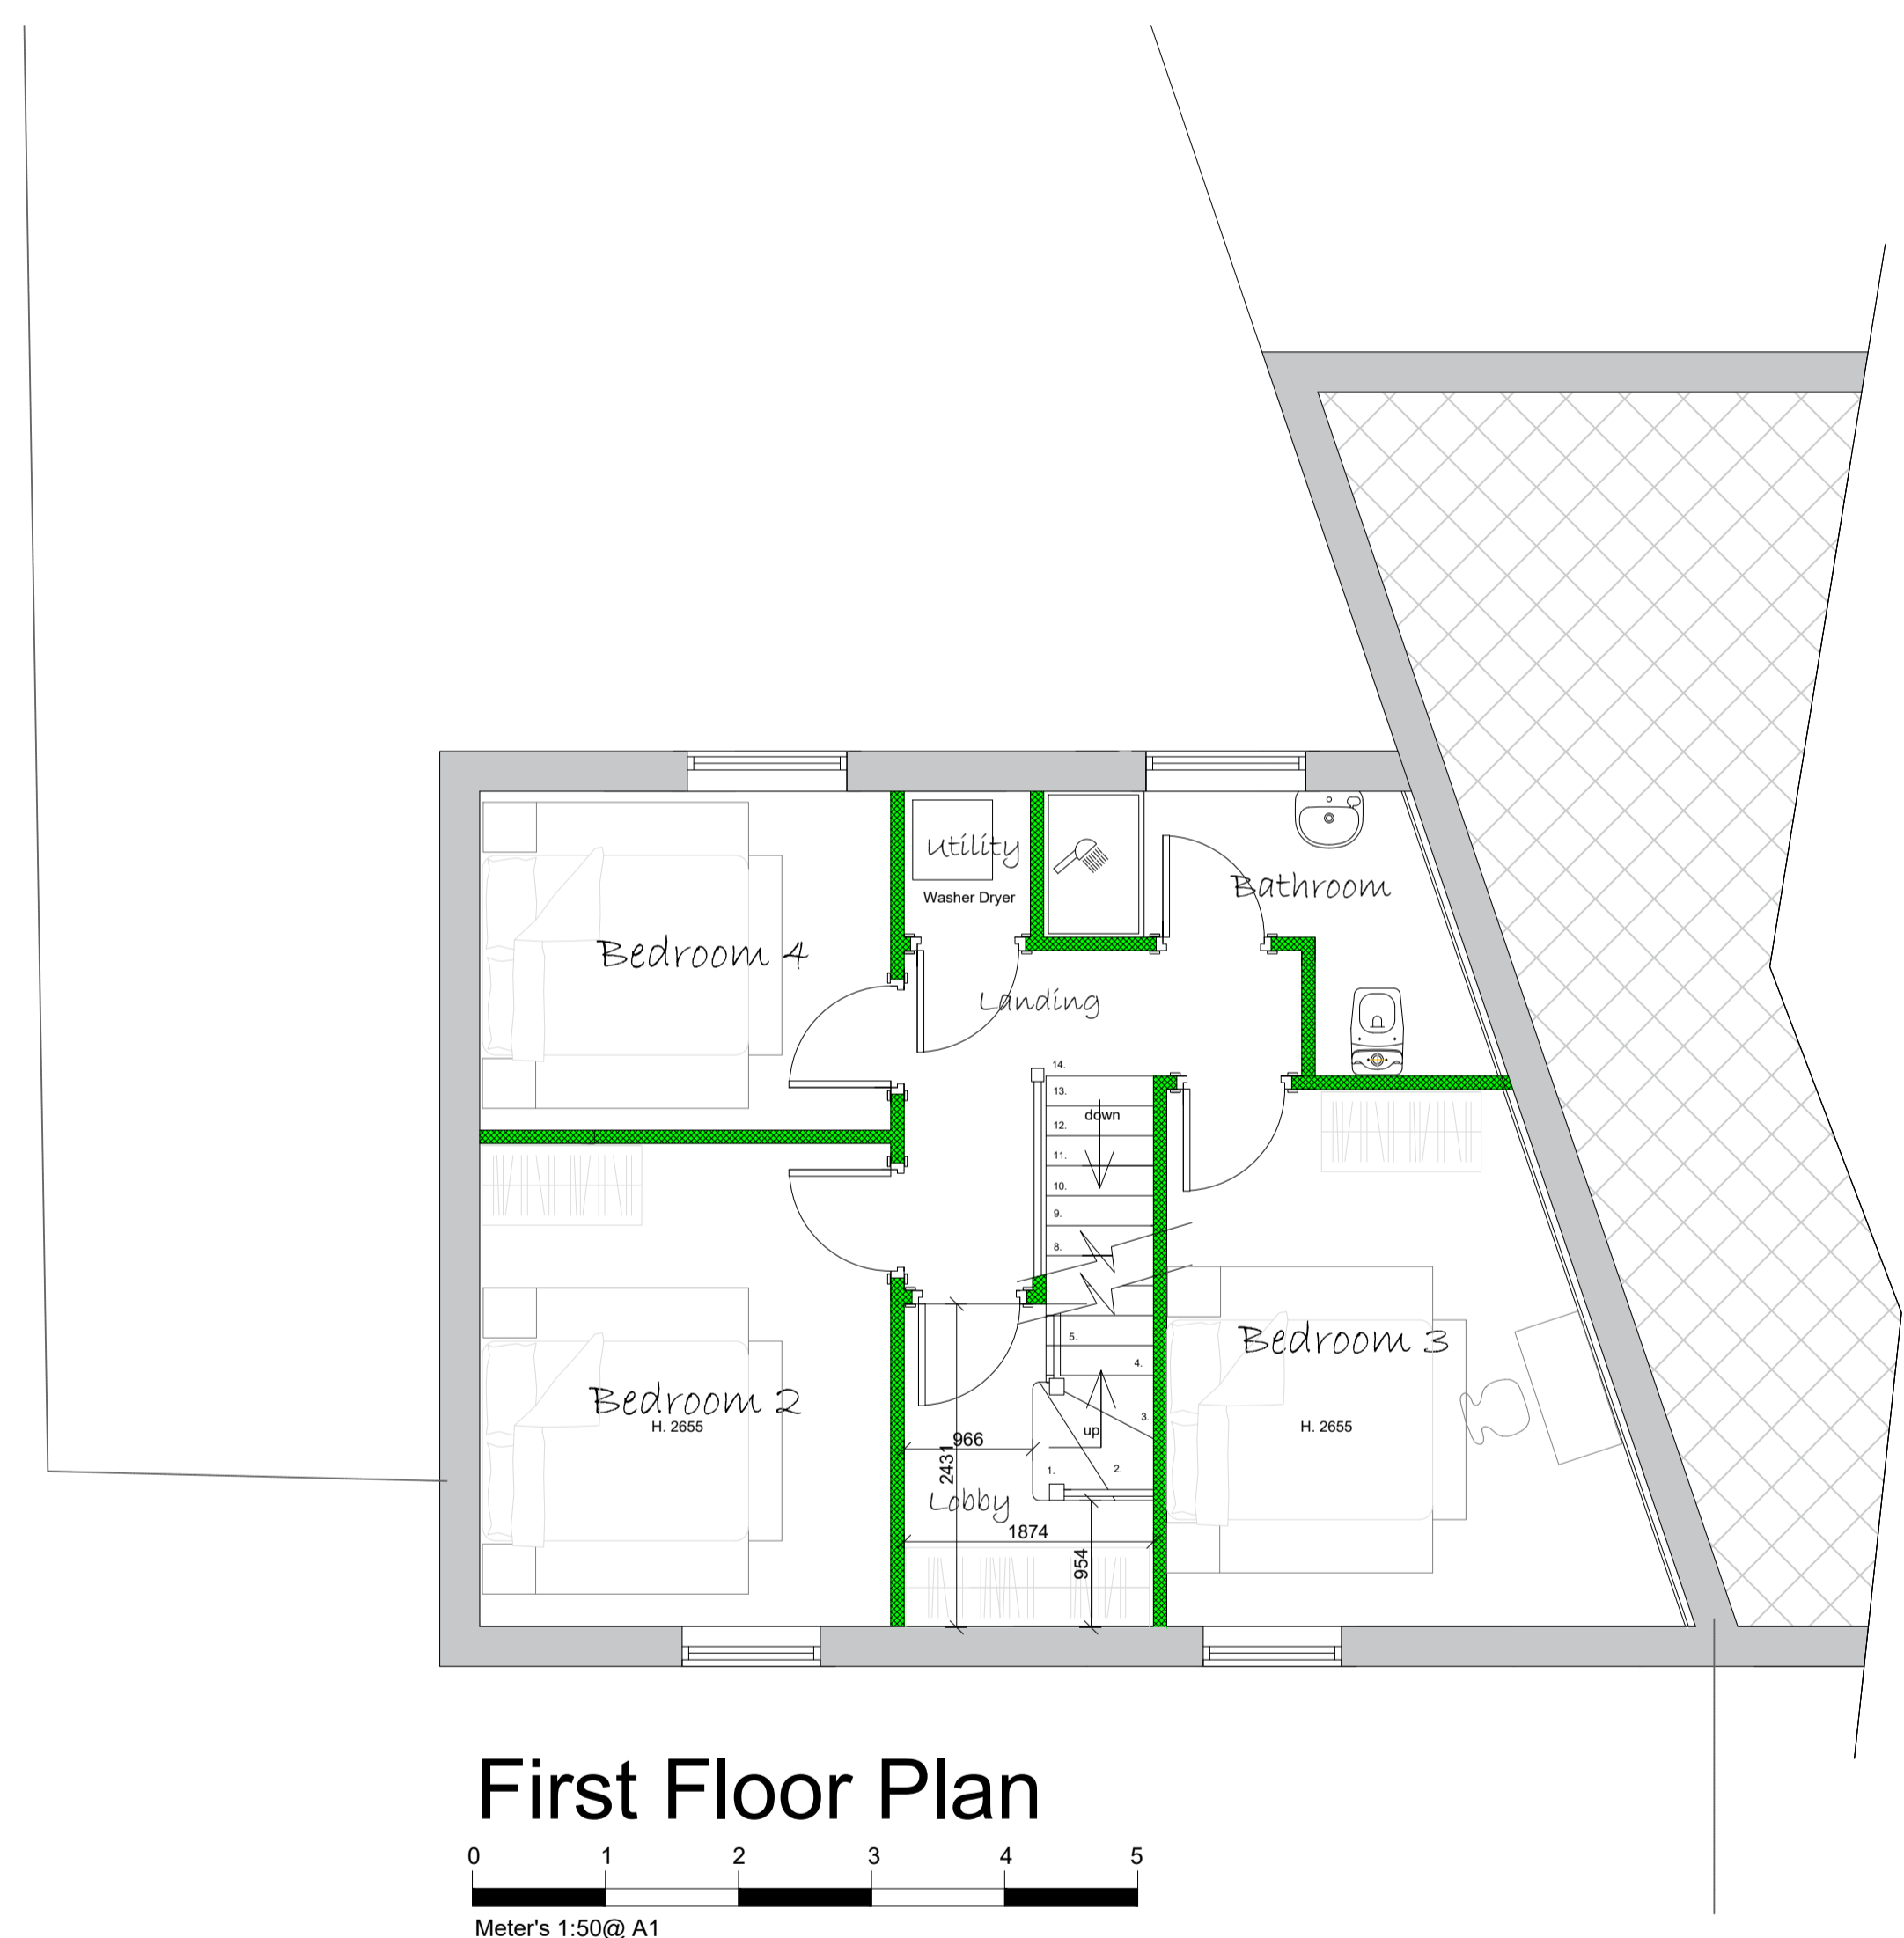 Utility
Washer Dryer
Bathroom
Bedroom 4
Landing
14.
13.
down
12.
11.
10.
9.
8.
5.
4.
Bedroom 3
H. 2655
Bedroom 2
H. 2655
3.
up
966
2431
1.
2.
Lobby
1874
954
First Floor Plan
0 1 2 3 4 5
Meter's 1:50@ A1